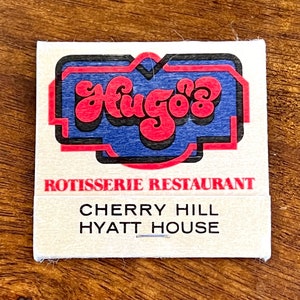 Hugo's
ROTISSERIE RESTAURANT
CHERRY HILL
HYATT HOUSE